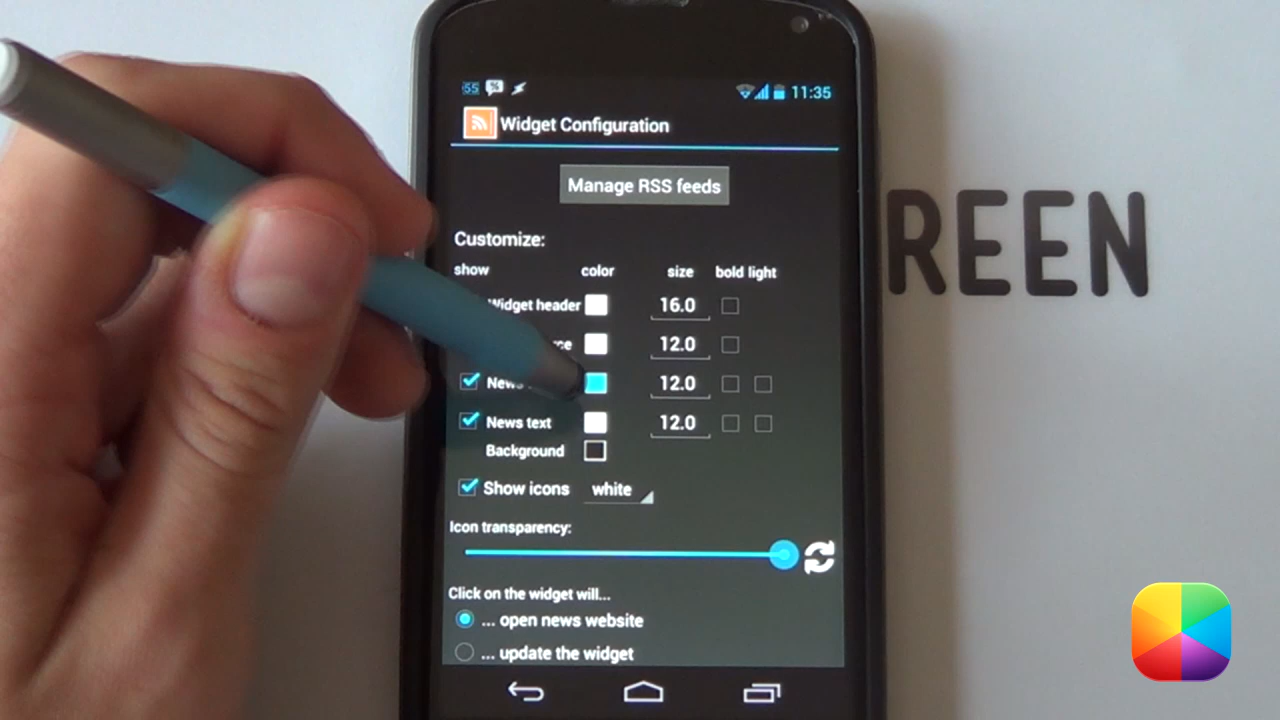 55 11:35
Widget Configuration
Manage RSS feeds
Customize:
show color size bold light
Widget header 16.0
12.0
12.0
News text 12.0
Background
Show icons white
Icon transparency:
Click on the widget will...
... open news website
... update the widget
REEN